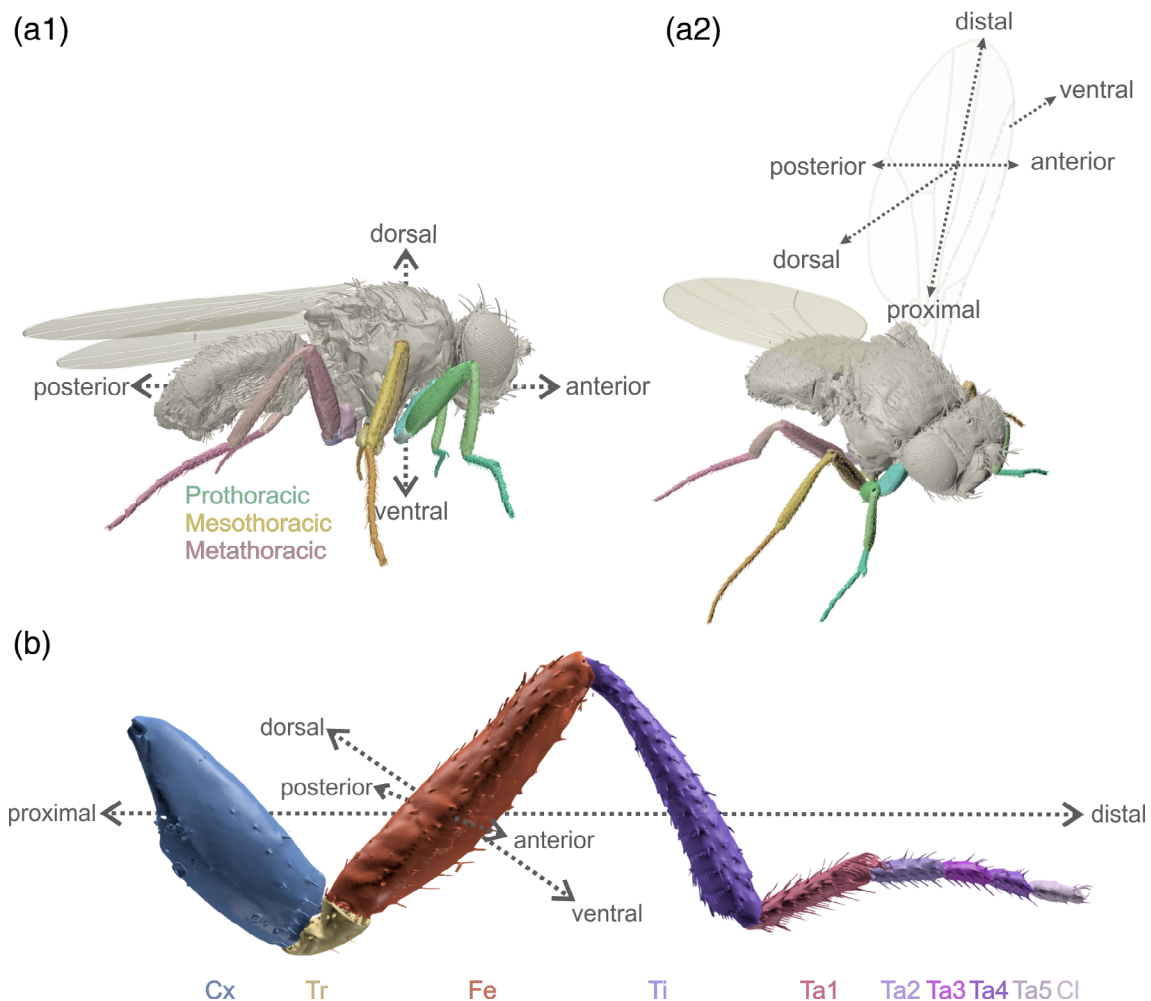 (a1)
(a2)
distal
ventral
posterior
anterior
dorsal
proximal
dorsal
posterior
anterior
ventral
Prothoracic
Mesothoracic
Metathoracic
(b)
dorsal
posterior
proximal
distal
anterior
ventral
Cx Tr Fe Ti Ta1 Ta2 Ta3 Ta4 Ta5 Cl